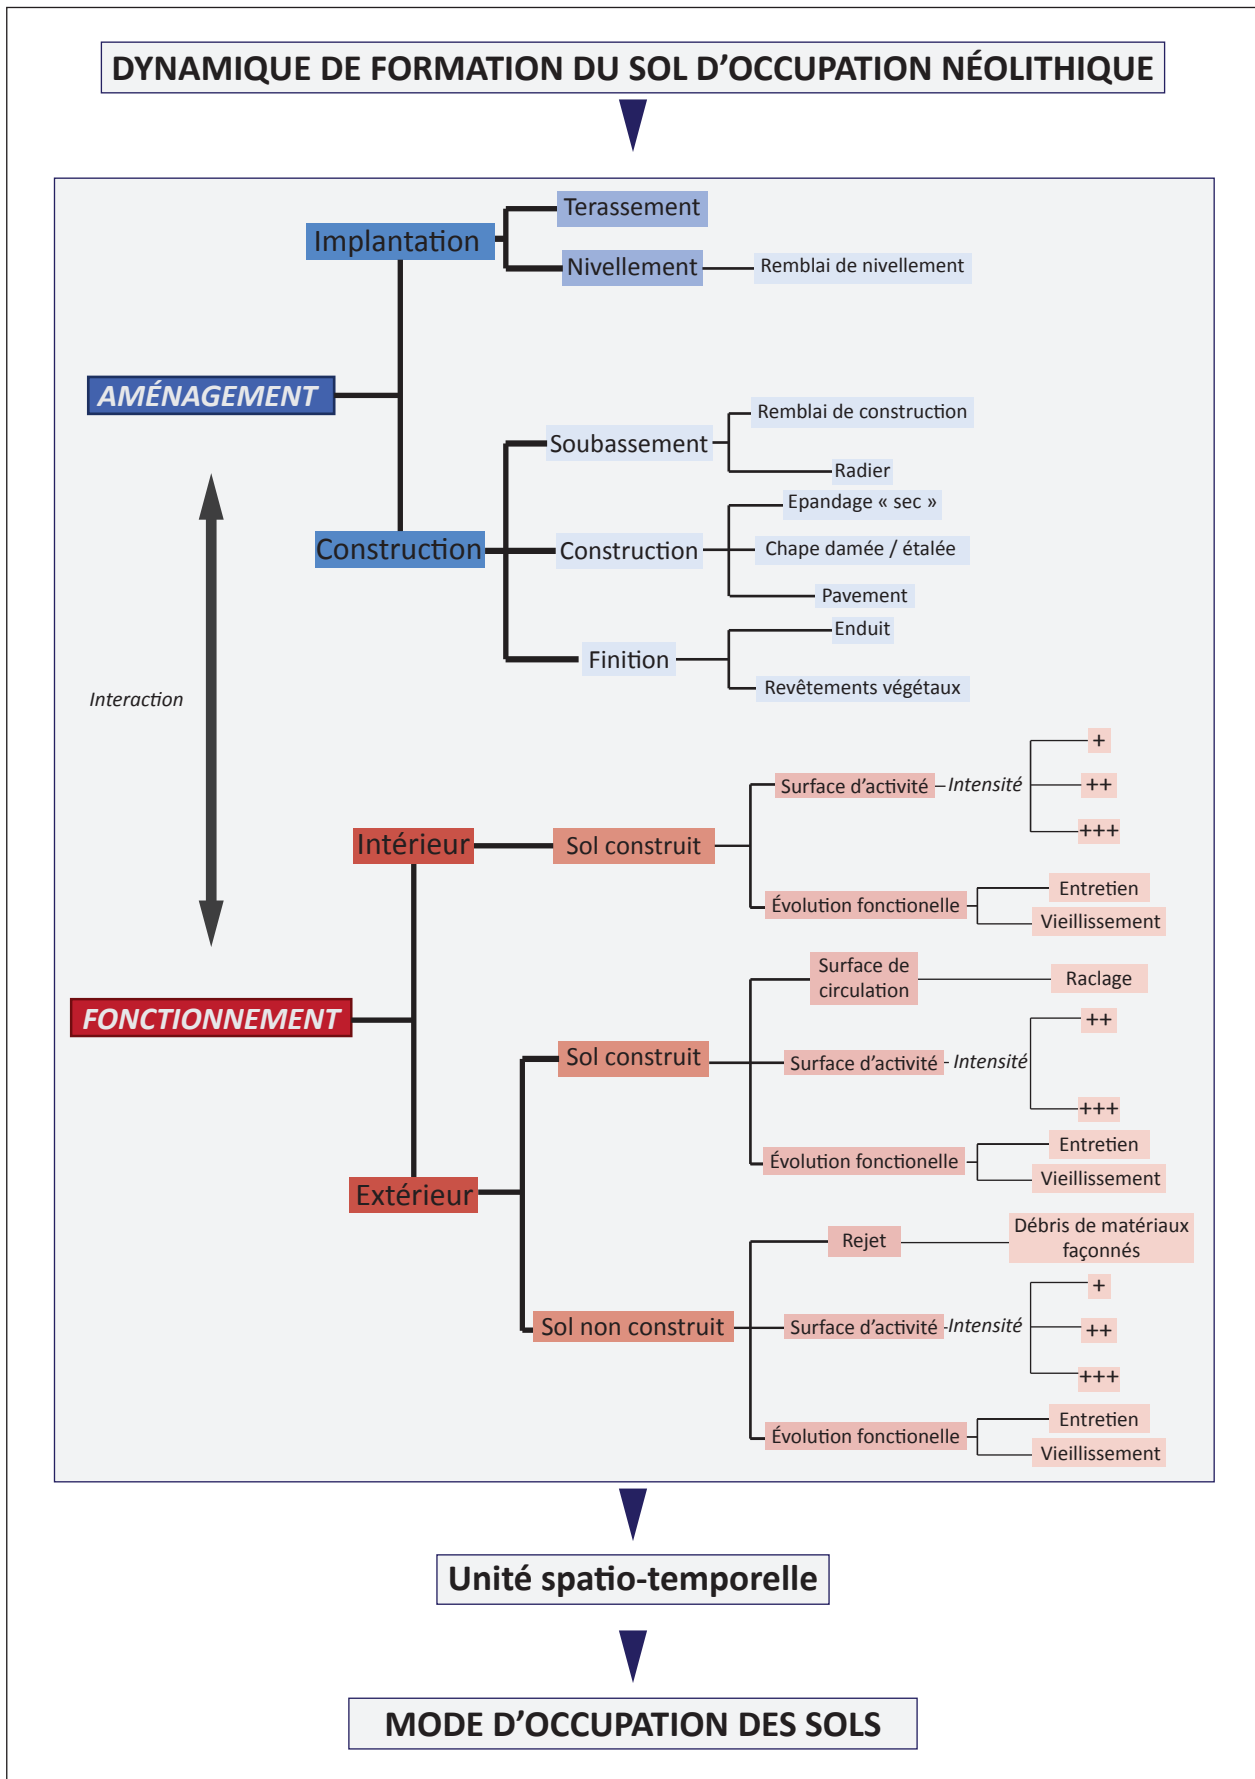 DYNAMIQUE DE FORMATION DU SOL D'OCCUPATION NÉOLITHIQUE
Terassement
Implantation
Nivellement
Remblai de nivellement
AMÉNAGEMENT
Remblai de construction
Soubassement
Radier
Epandage « sec »
Construction
Construction
Chape damée / étalée
Pavement
Enduit
Finition
Revêtements végétaux
Interaction
+
Surface d'activité
Intensité
++
+++
Intérieur
Sol construit
Évolution fonctionelle
Entretien
Vieillissement
Surface de
circulation
Raclage
FONCTIONNEMENT
++
Sol construit
Surface d'activité
Intensité
+++
Entretien
Évolution fonctionelle
Vieillissement
Extérieur
Rejet
Débris de matériaux
façonnés
+
Sol non construit
Surface d'activité
Intensité
++
+++
Entretien
Évolution fonctionelle
Vieillissement
Unité spatio-temporelle
MODE D'OCCUPATION DES SOLS